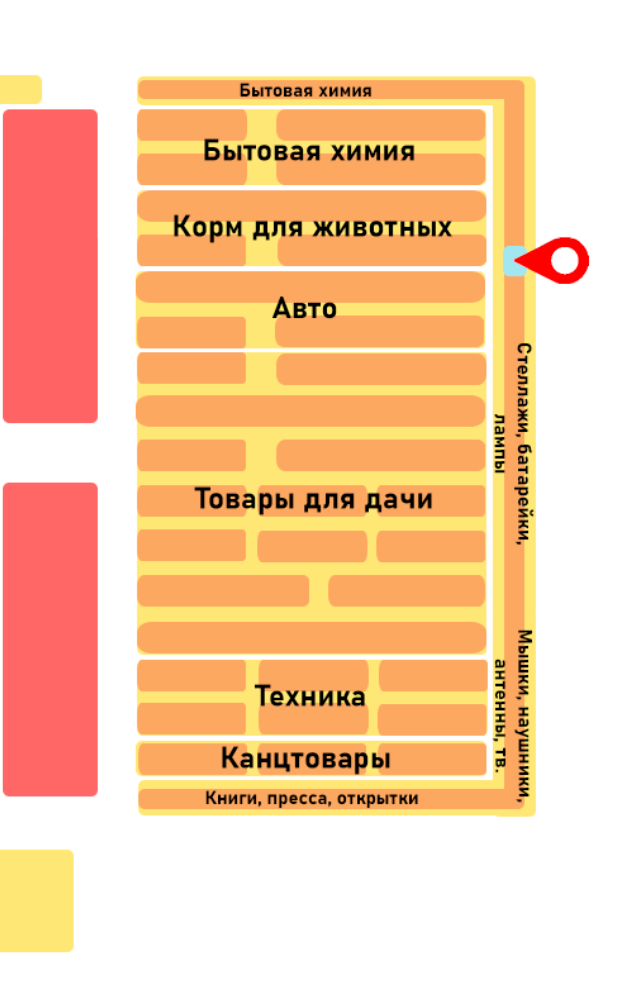 Бытовая химия
Бытовая химия
Корм для животных
Авто
Стеллажи, батарейки,
лампы
Товары для дачи
Мышки, наушники,
антенны, тв.
Техника
Канцтовары
Книги, пресса, открытки